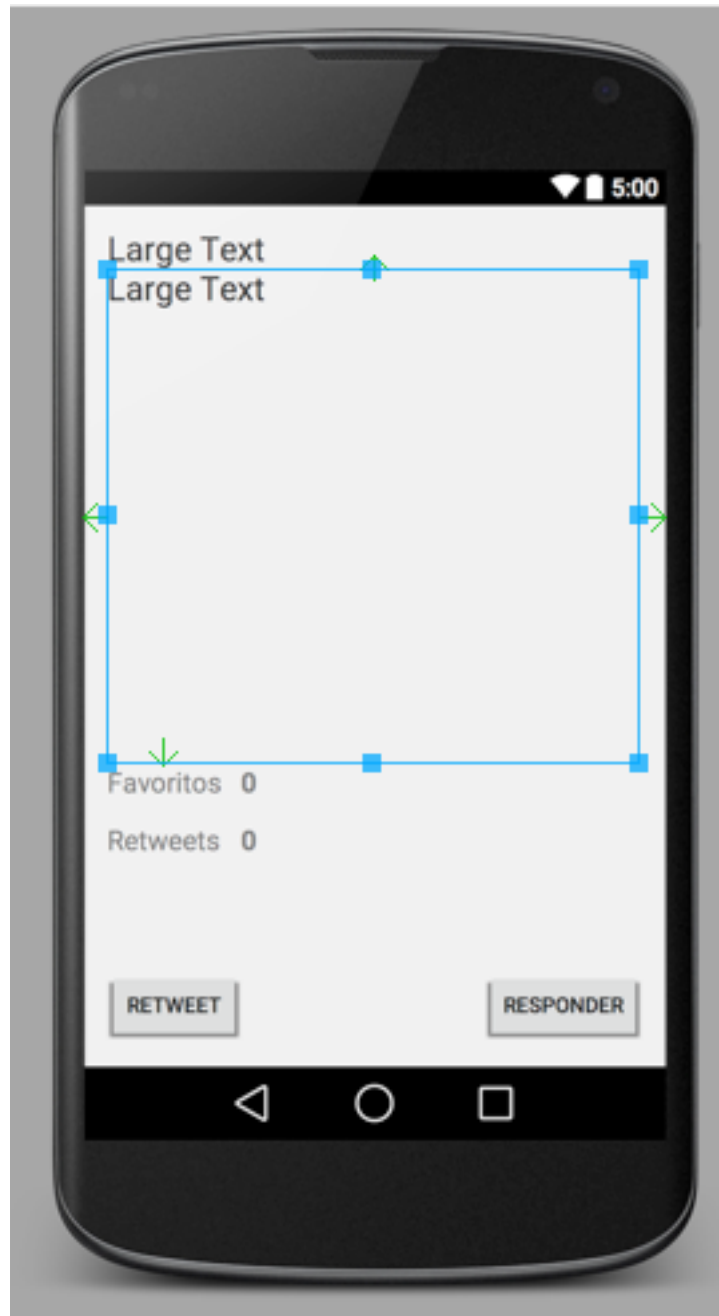 5:00
Large Text
Large Text
Favoritos 0
Retweets 0
RETWEET RESPONDER